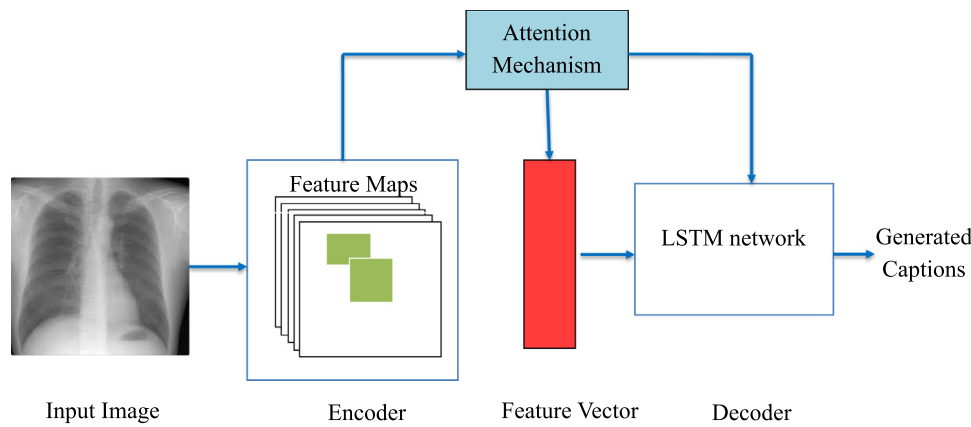 Attention
Mechanism
Feature Maps
LSTM network
Generated
Captions
Input Image
Encoder
Feature Vector
Decoder